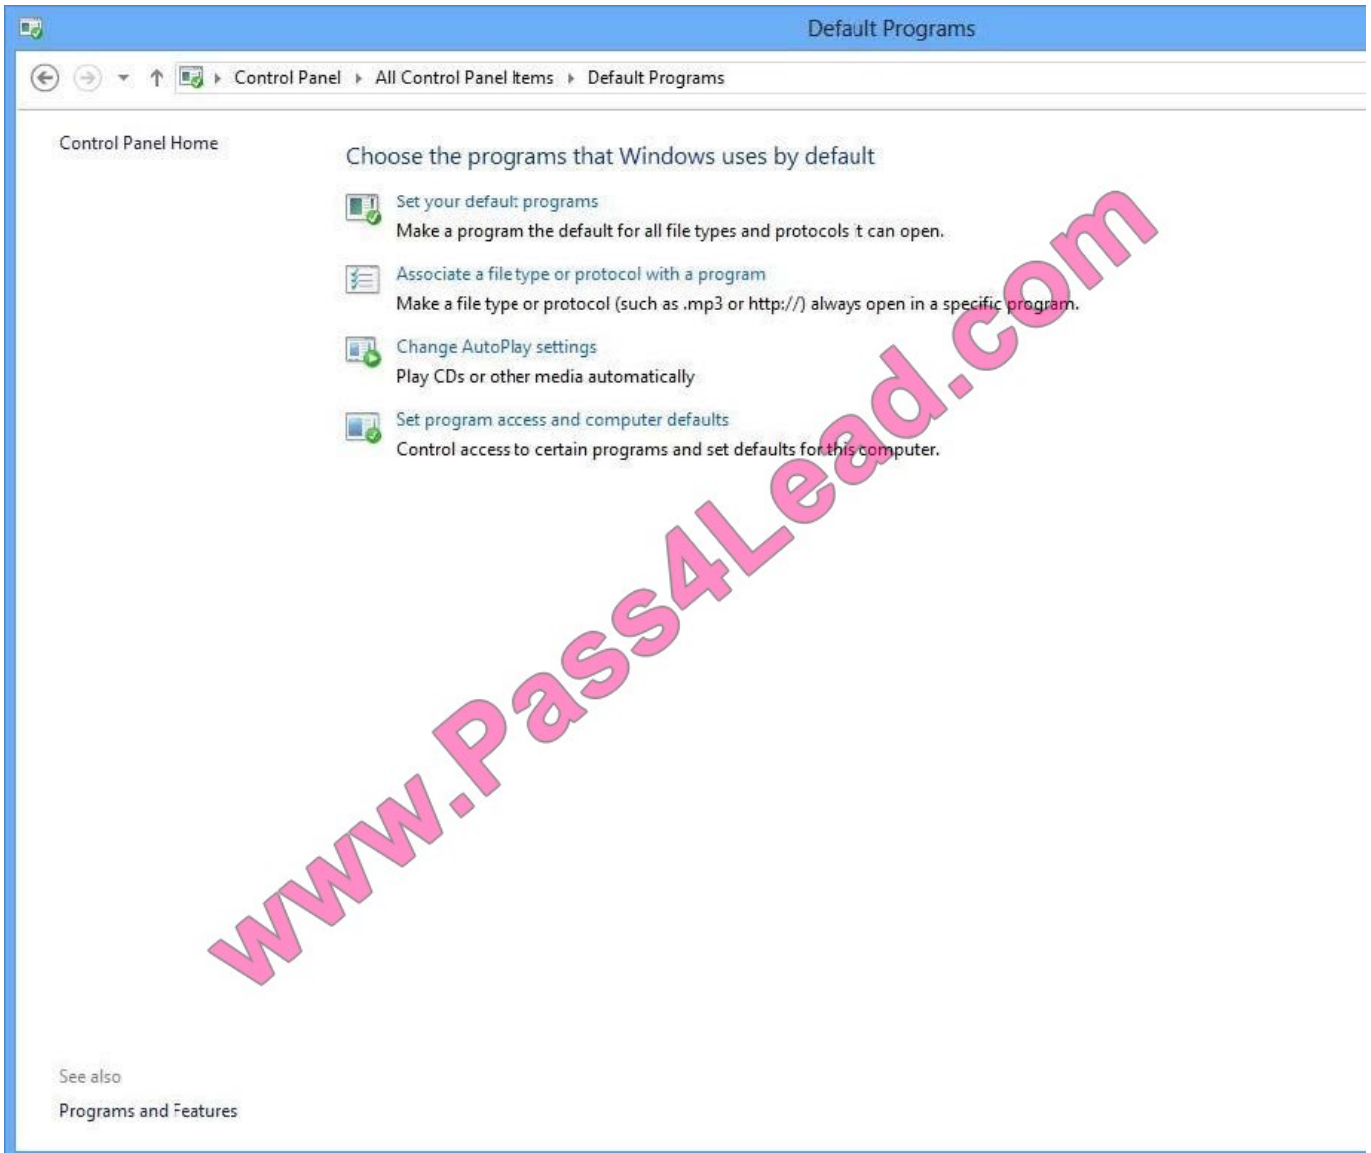 Default Programs
Control Panel ▸ All Control Panel Items ▸ Default Programs
Control Panel Home
Choose the programs that Windows uses by default
Set your default programs
Make a program the default for all file types and protocols it can open.
Associate a file type or protocol with a program
Make a file type or protocol (such as .mp3 or http://) always open in a specific program.
Change AutoPlay settings
Play CDs or other media automatically
Set program access and computer defaults
Control access to certain programs and set defaults for this computer.
www.Pass4Lead.com
See also
Programs and Features